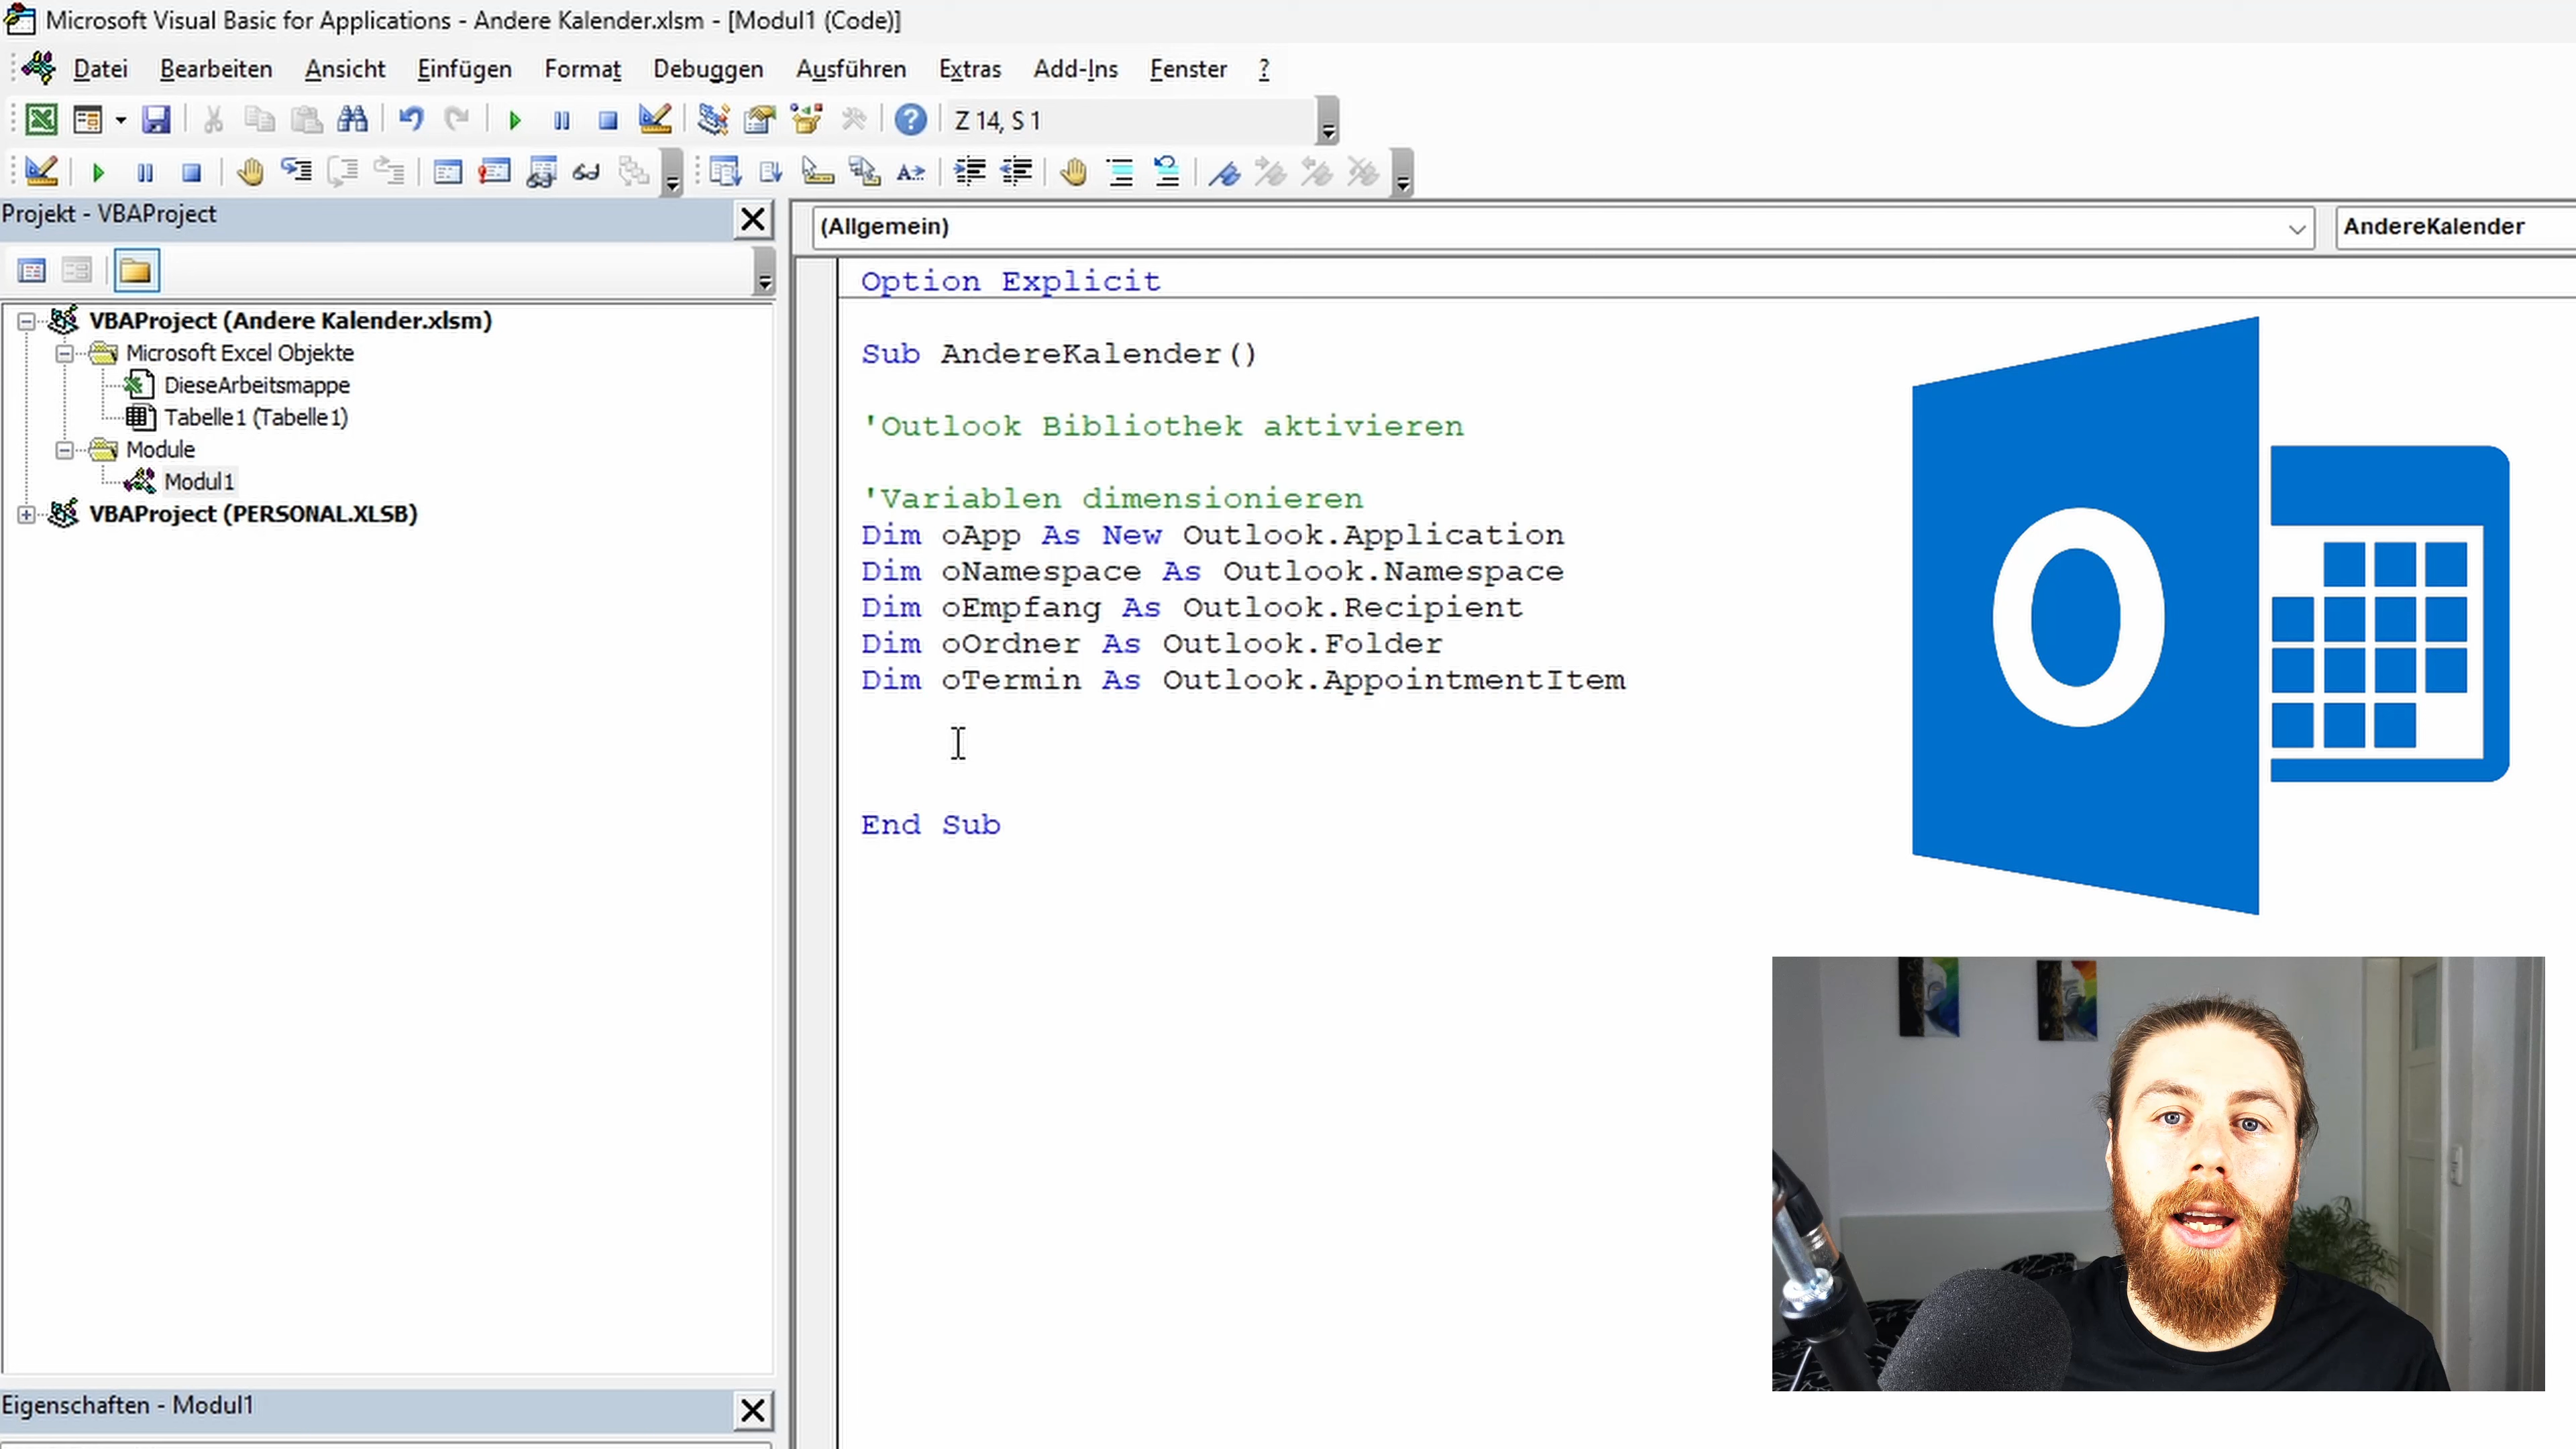 Microsoft Visual Basic for Applications - Andere Kalender.xlsm - [Modul1 (Code)]
Datei Bearbeiten Ansicht Einfügen Format Debuggen Ausführen Extras Add-Ins Fenster ?
Z 14, S 1
Projekt - VBAProject
(Allgemein)
AndereKalender
VBAProject (Andere Kalender.xlsm)
Microsoft Excel Objekte
DieseArbeitsmappe
Tabelle1 (Tabelle1)
Module
Modul1
VBAProject (PERSONAL.XLSB)
Option Explicit
Sub AndereKalender()
'Outlook Bibliothek aktivieren
'Variablen dimensionieren
Dim oApp As New Outlook.Application
Dim oNamespace As Outlook.Namespace
Dim oEmpfang As Outlook.Recipient
Dim oOrdner As Outlook.Folder
Dim oTermin As Outlook.AppointmentItem
End Sub
O
Eigenschaften - Modul1